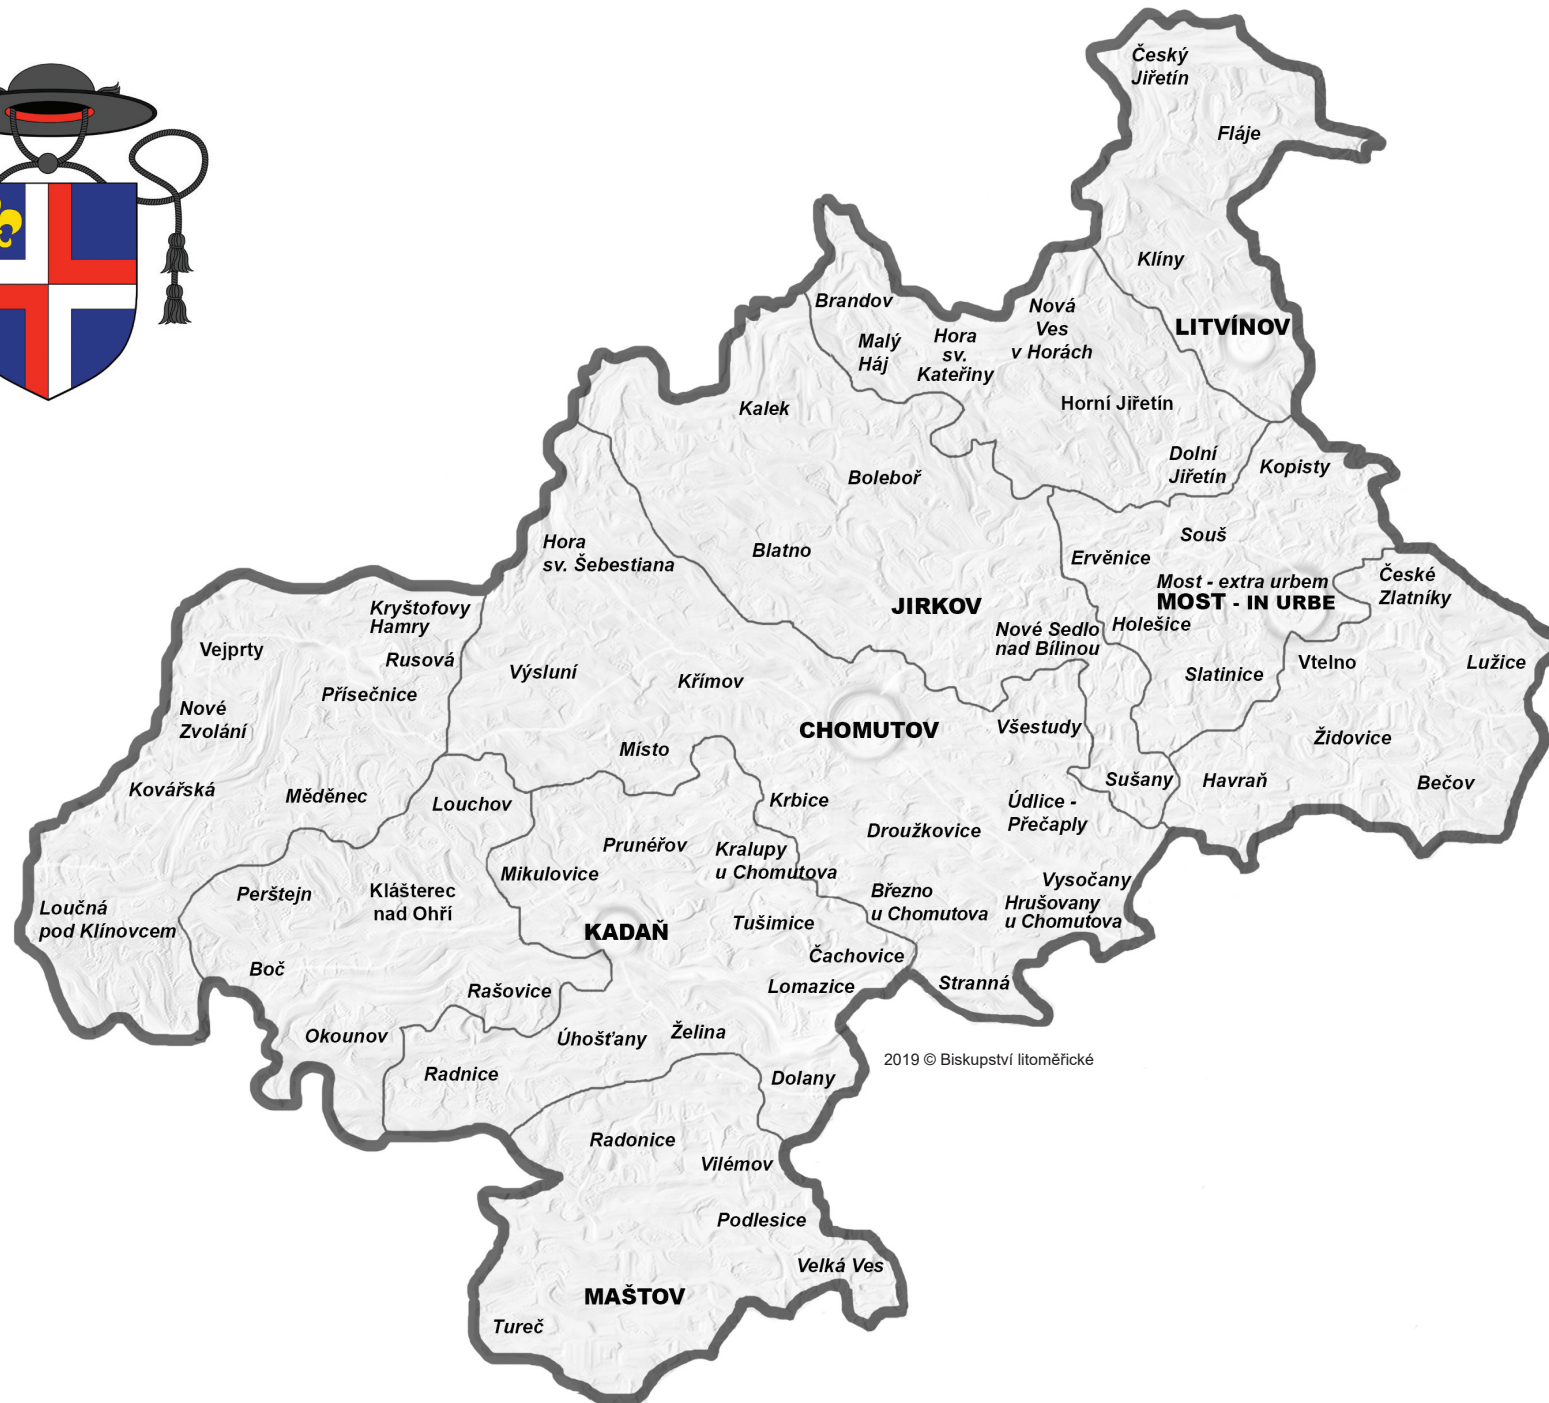 Český
Jiřetín
Fláje
Klíny
LITVÍNOV
Brandov
Malý
Háj
Hora
sv.
Kateřiny
Nová
Ves
v Horách
Horní Jiřetín
Dolní
Jiřetín
Kopisty
Kalek
Boleboř
Blatno
JIRKOV
Nové Sedlo
nad Bílinou
Souš
Ervěnice
Most - extra urbem
MOST - IN URBE
Holešice
Slatinice
České
Zlatníky
Vtelno
Lužice
Židovice
Havraň
Bečov
Sušany
Hora
sv. Šebestiana
Výsluní
Křímov
Místo
CHOMUTOV
Všestudy
Krbice
Droužkovice
Údlice -
Přečaply
Březno
u Chomutova
Vysočany
Hrušovany
u Chomutova
Stranná
Kryštofovy
Hamry
Vejprty
Rusová
Přísečnice
Nové
Zvolání
Kovářská
Měděnec
Loučná
pod Klínovcem
Louchov
Perštejn
Klášterec
nad Ohří
Boč
Rašovice
Okounov
Prunéřov
Mikulovice
Kralupy
u Chomutova
KADAŇ
Tušimice
Čachovice
Lomazice
Úhošťany
Želina
Radnice
Dolany
2019 © Biskupství litoměřické
Radonice
Vilémov
Podlesice
Velká Ves
MAŠTOV
Tureč